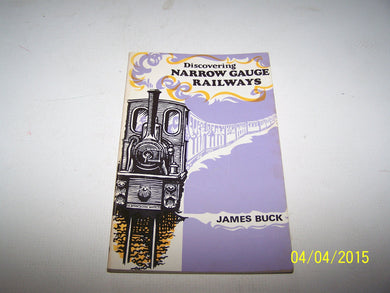 Discovering
NARROW GAUGE
RAILWAYS
JAMES BUCK
04/04/2015